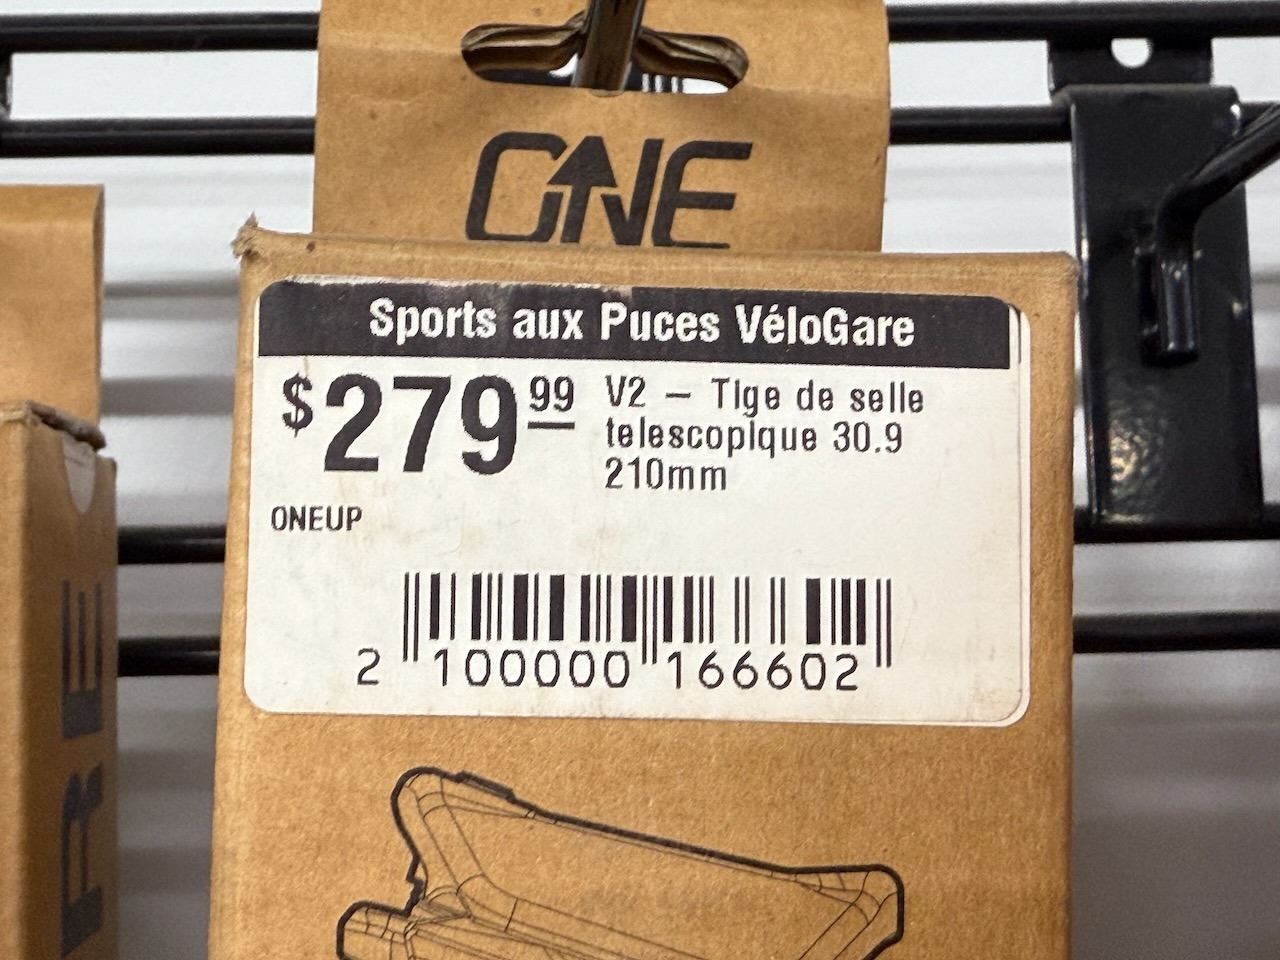 ONE
Sports aux Puces VéloGare
$279.99
V2 – Tige de selle
telescopique 30.9
210mm
ONEUP
2 100000 166602
RE